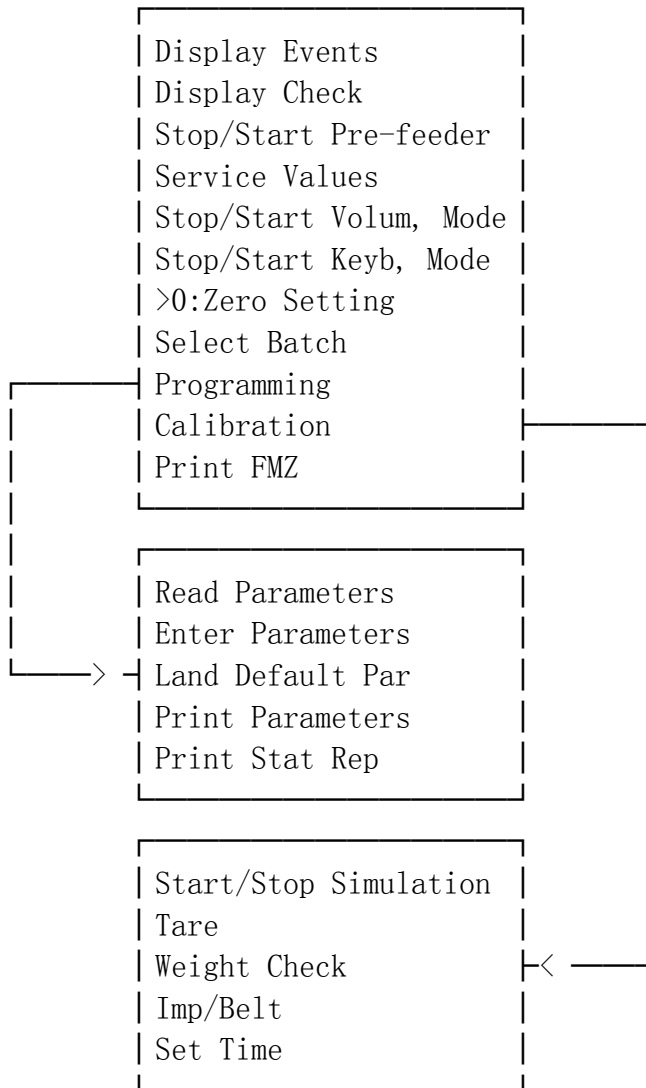 Display Events
Display Check
Stop/Start Pre-feeder
Service Values
Stop/Start Volum, Mode
Stop/Start Keyb, Mode
>0:Zero Setting
Select Batch
Programming
Calibration
Print FMZ
Read Parameters
Enter Parameters
Land Default Par
Print Parameters
Print Stat Rep
Start/Stop Simulation
Tare
Weight Check
Imp/Belt
Set Time